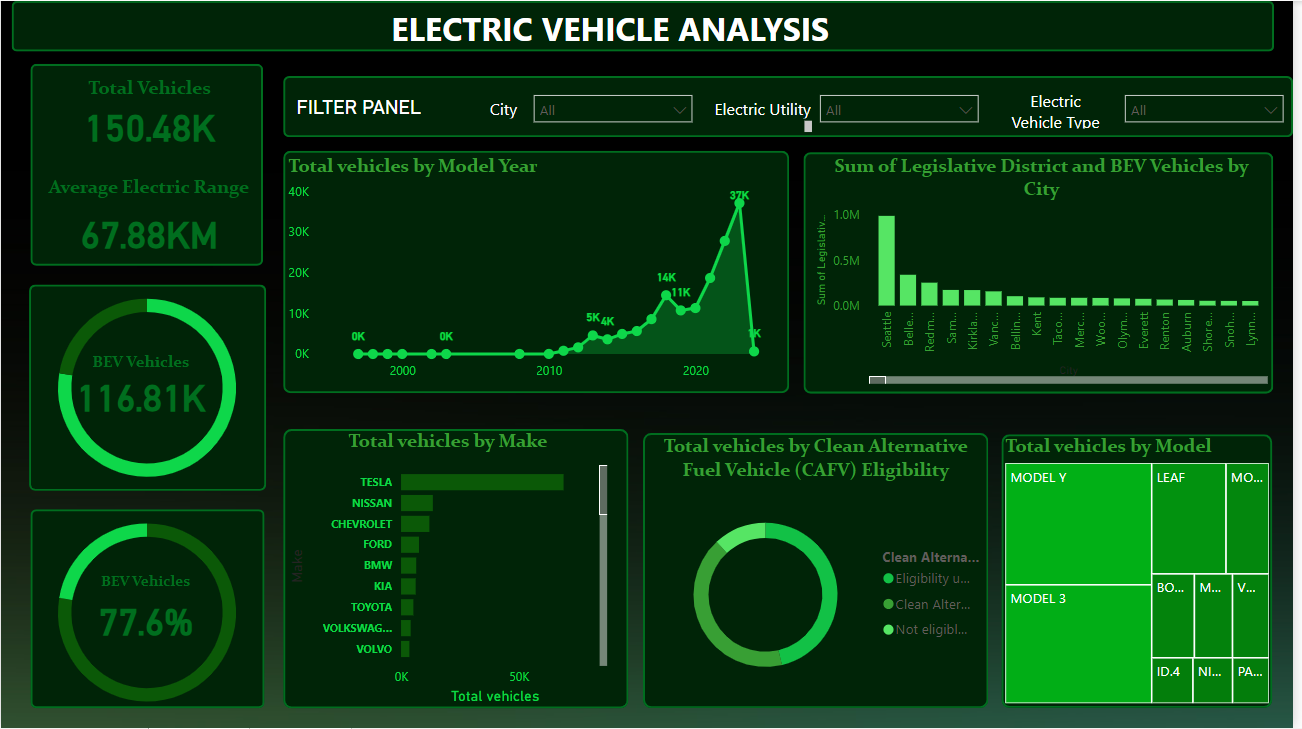 ELECTRIC VEHICLE ANALYSIS
Total Vehicles
150.48K
Average Electric Range
67.88KM
FILTER PANEL
City
All
Electric Utility
All
Electric
Vehicle Type
All
Total vehicles by Model Year
40K
30K
20K
10K
0K
0K
0K
5K
4K
14K
11K
37K
1K
2000
2010
2020
Sum of Legislative District and BEV Vehicles by
City
Sum of Legislativ...
1.0M
0.5M
0.0M
Seattle
Belle...
Redm...
Sam...
Kirkla...
Vanc...
Bellin...
Kent
Taco...
Merc...
Woo...
Olym...
Everett
Renton
Auburn
Shore...
Snoh...
Lynn...
City
BEV Vehicles
116.81K
BEV Vehicles
77.6%
Total vehicles by Make
Make
TESLA
NISSAN
CHEVROLET
FORD
BMW
KIA
TOYOTA
VOLKSWAG...
VOLVO
0K
50K
Total vehicles
Total vehicles by Clean Alternative
Fuel Vehicle (CAFV) Eligibility
Clean Alterna...
Eligibility u...
Clean Alter...
Not eligibl...
Total vehicles by Model
MODEL Y
LEAF
MO...
MODEL 3
BO...
M...
V...
ID.4
NI...
PA...